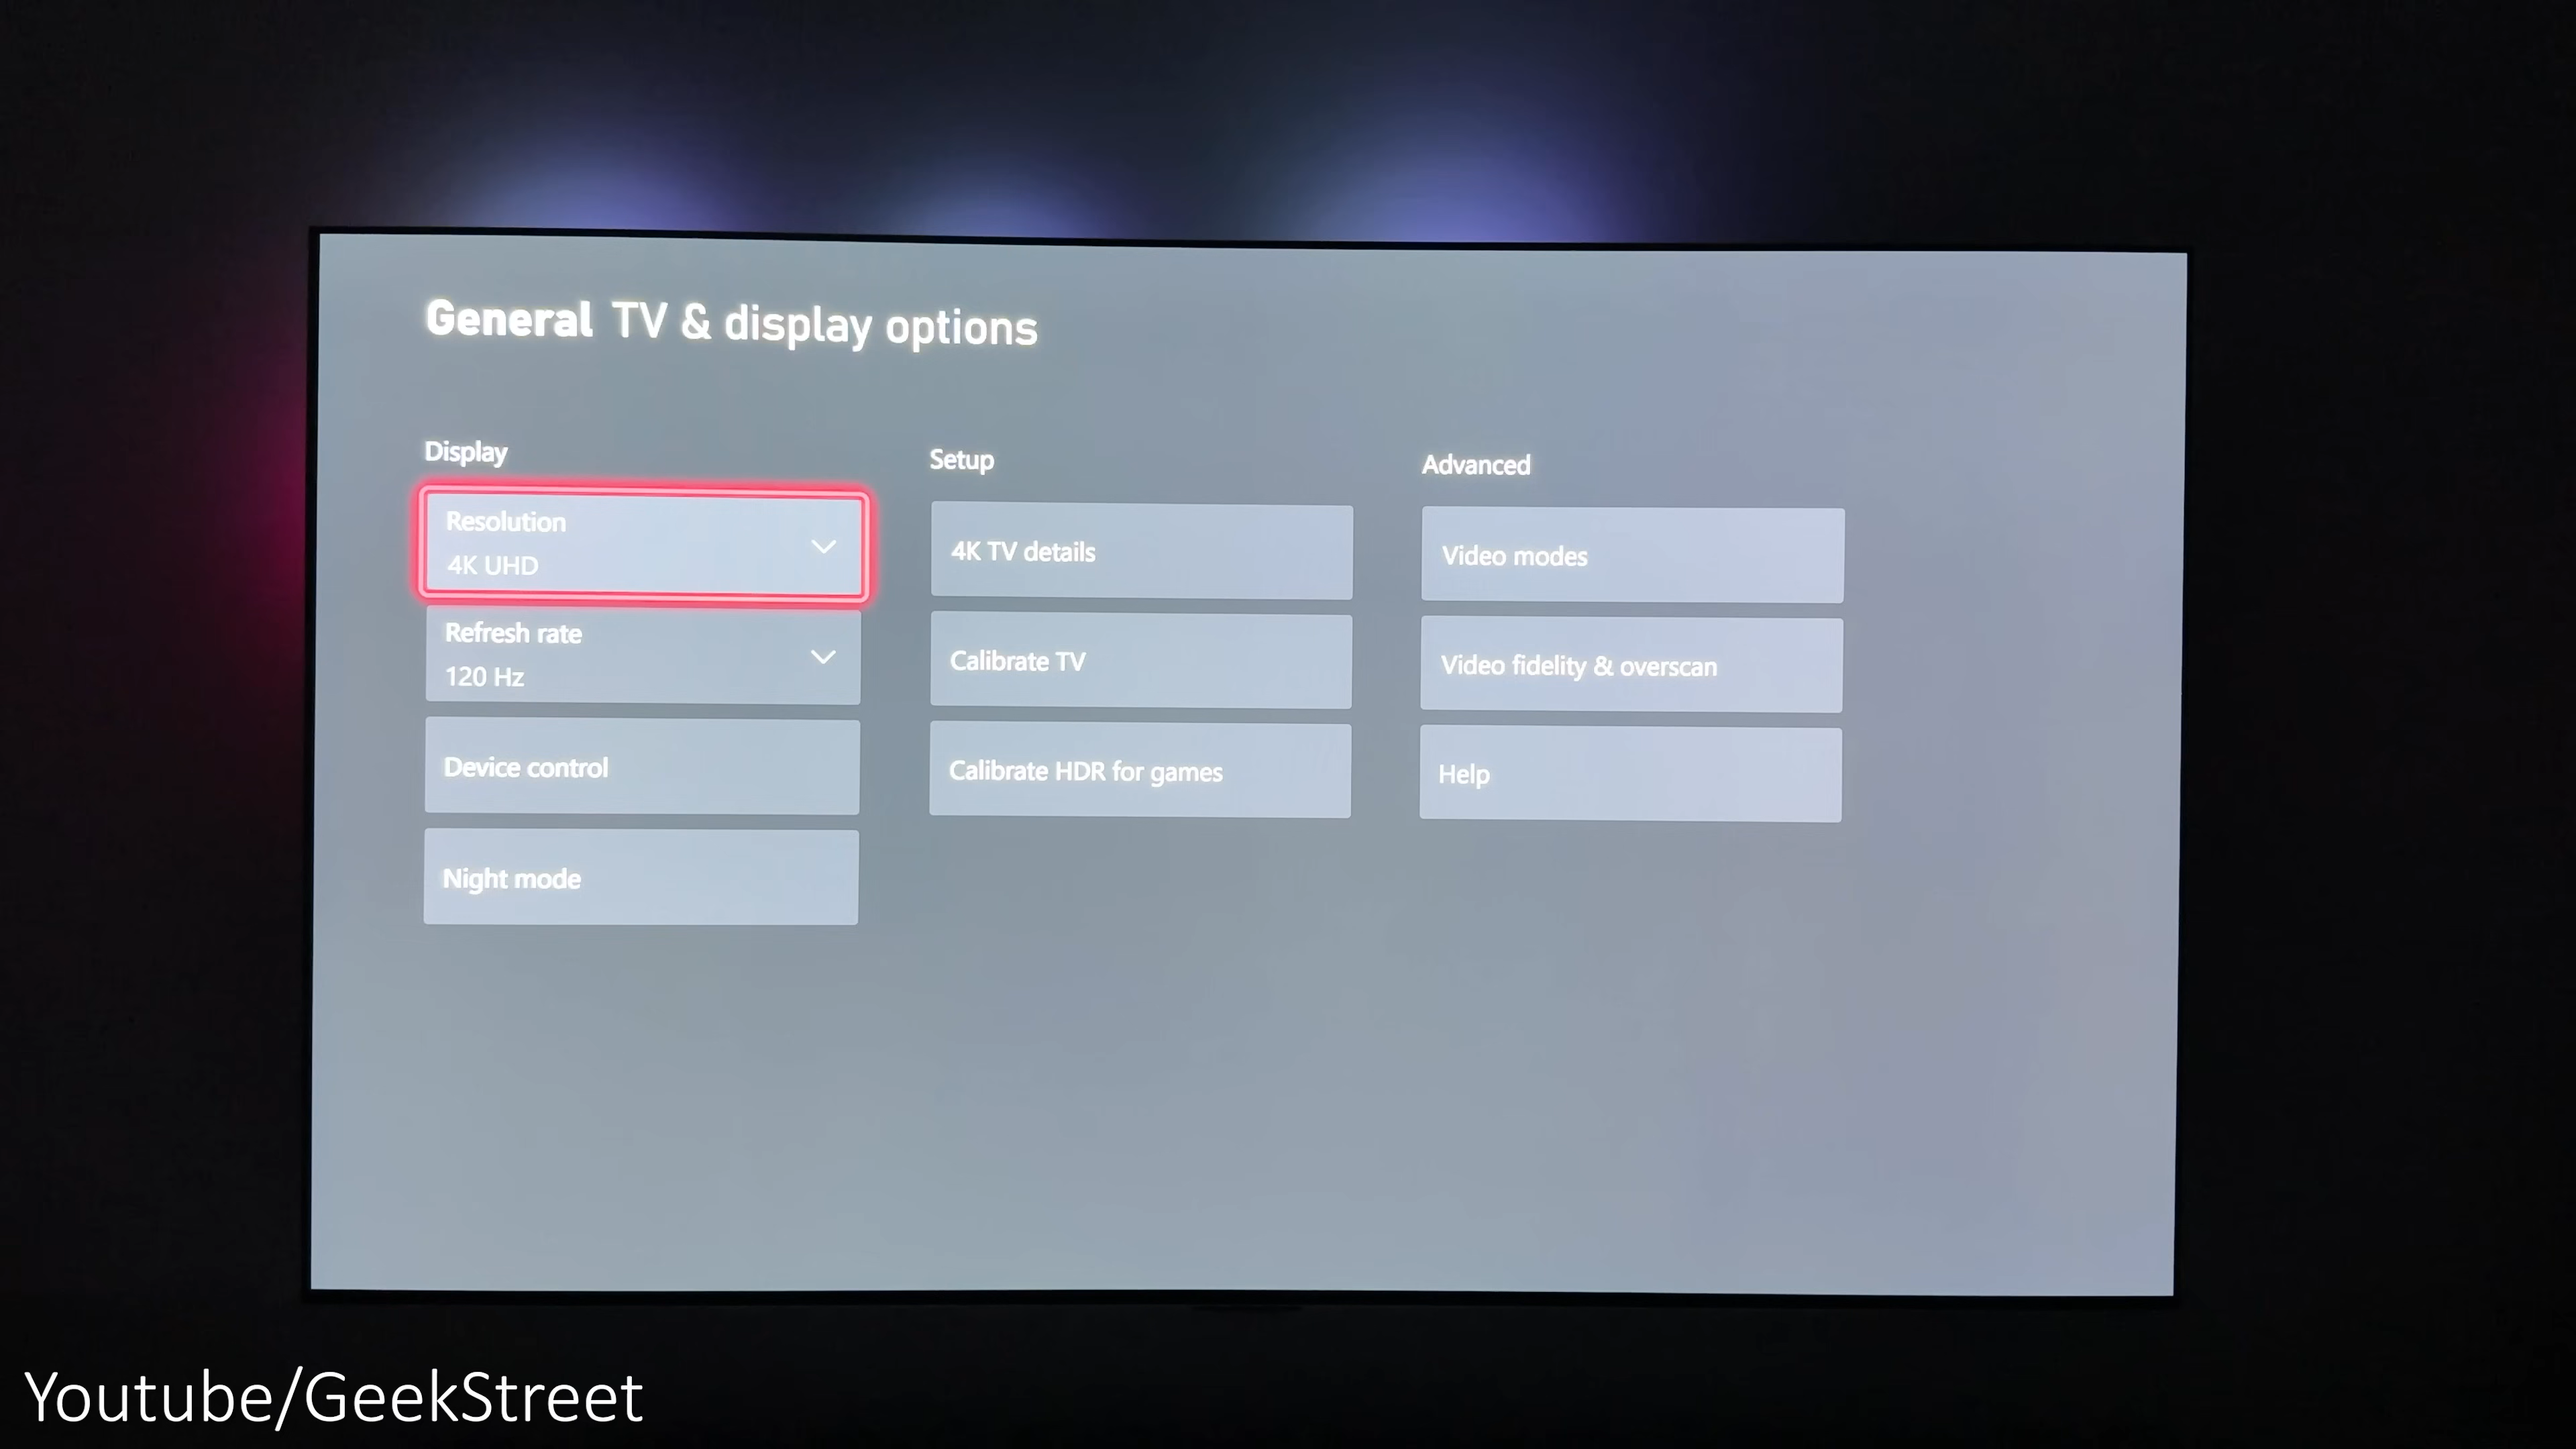 General TV & display options
Display
Resolution
4K UHD
Refresh rate
120 Hz
Device control
Night mode
Setup
4K TV details
Calibrate TV
Calibrate HDR for games
Advanced
Video modes
Video fidelity & overscan
Help
Youtube/GeekStreet